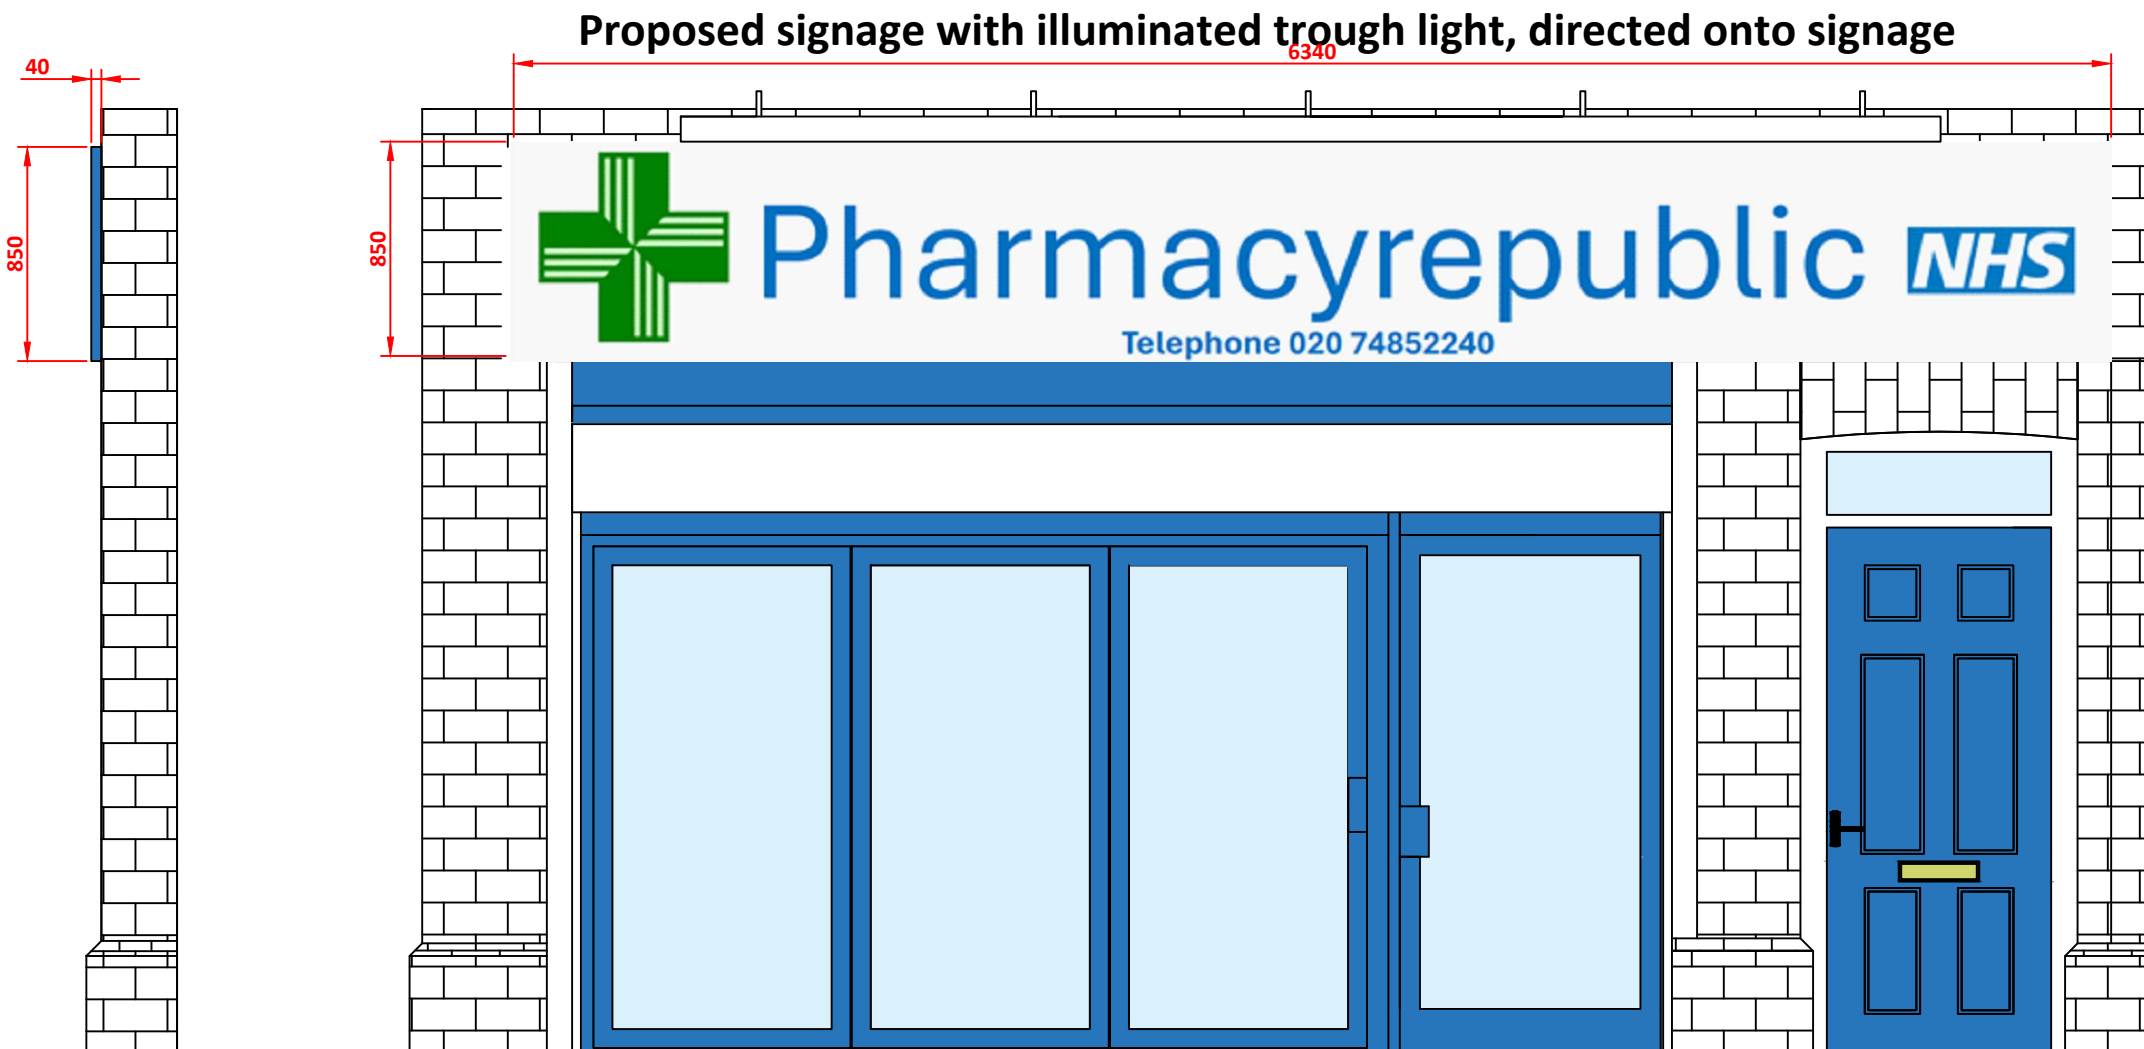 Proposed signage with illuminated trough light, directed onto signage
6340
40
850
850
Pharmacyrepublic NHS
Telephone 020 74852240